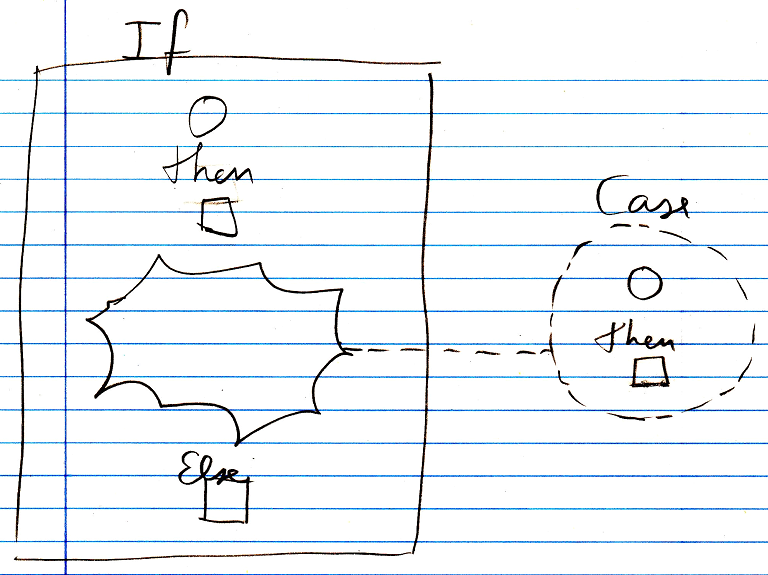 If
then
Case
then
Else